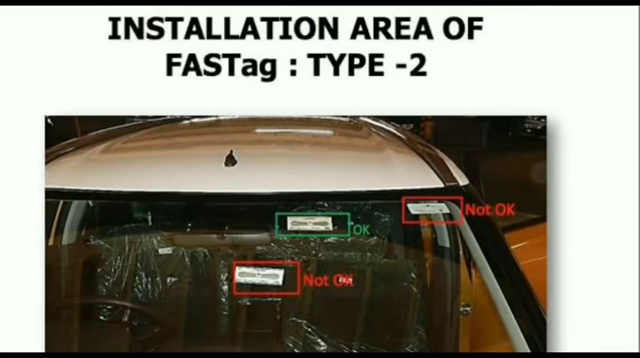 INSTALLATION AREA OF
FASTag : TYPE -2
Not OK
OK
Not OK